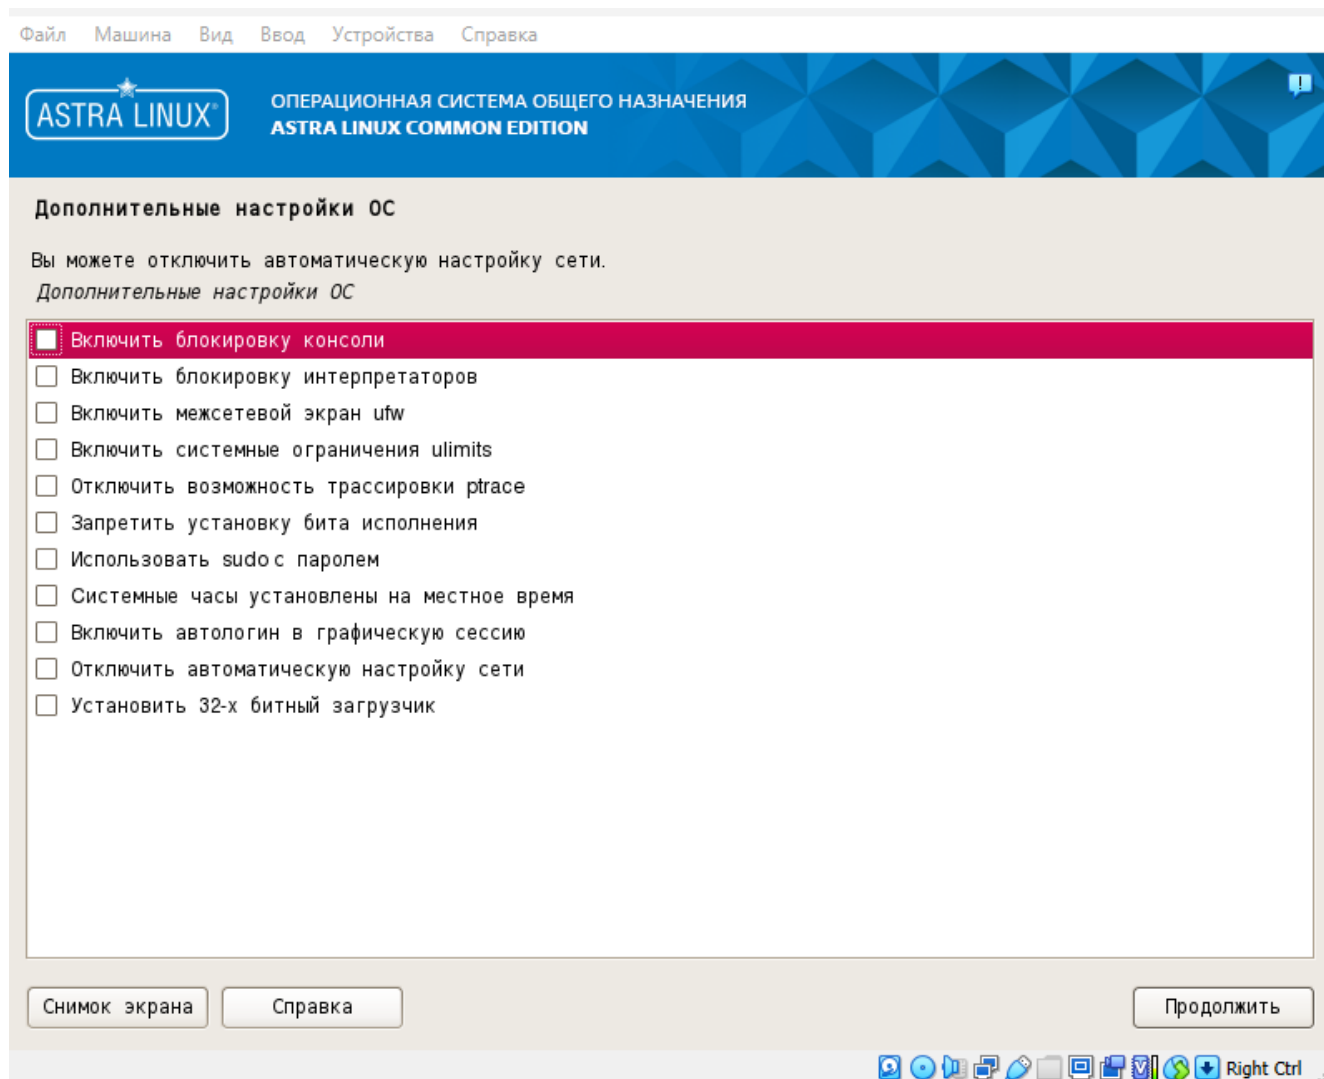 Файл Машина Вид Ввод Устройства Справка
ASTRA LINUX®
ОПЕРАЦИОННАЯ СИСТЕМА ОБЩЕГО НАЗНАЧЕНИЯ
ASTRA LINUX COMMON EDITION
Дополнительные настройки ОС
Вы можете отключить автоматическую настройку сети.
Дополнительные настройки ОС
Включить блокировку консоли
Включить блокировку интерпретаторов
Включить межсетевой экран ufw
Включить системные ограничения ulimits
Отключить возможность трассировки ptrace
Запретить установку бита исполнения
Использовать sudo с паролем
Системные часы установлены на местное время
Включить автологин в графическую сессию
Отключить автоматическую настройку сети
Установить 32-х битный загрузчик
Снимок экрана Справка Продолжить
Right Ctrl